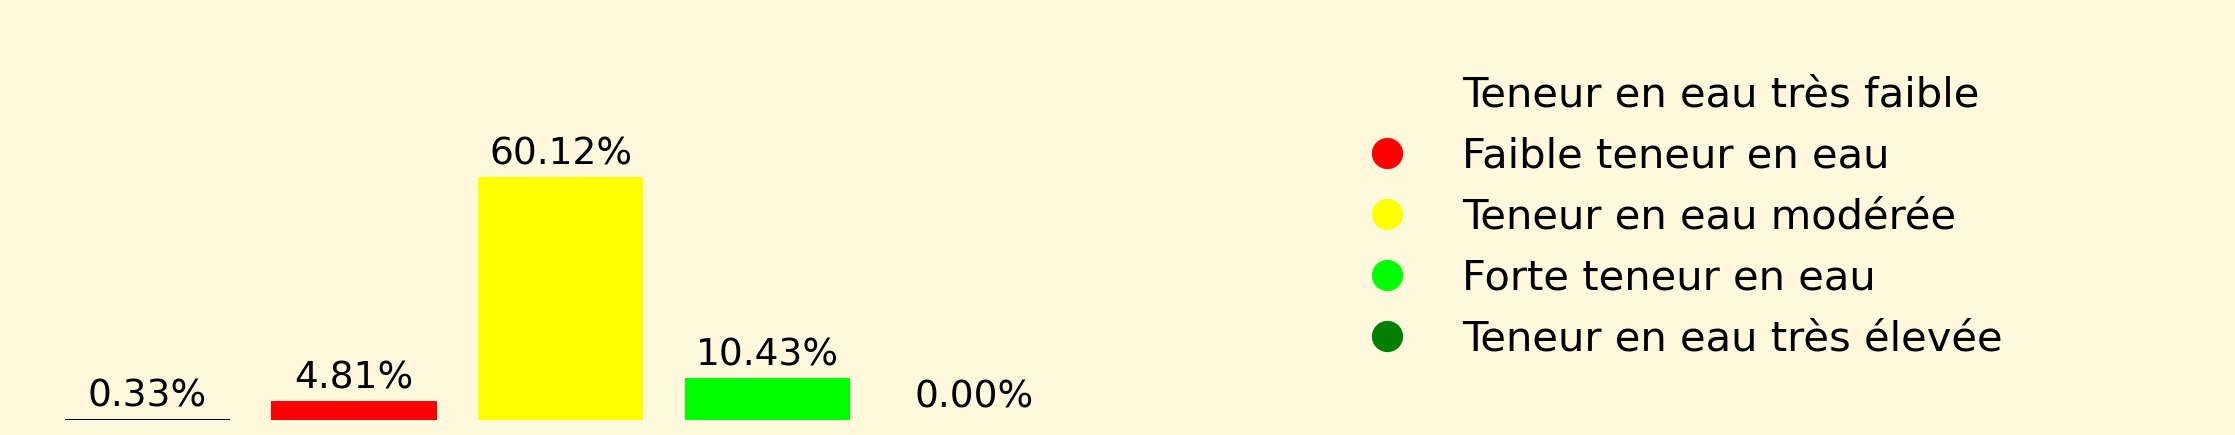 0.33%
4.81%
60.12%
10.43%
0.00%
Teneur en eau très faible
Faible teneur en eau
Teneur en eau modérée
Forte teneur en eau
Teneur en eau très élevée